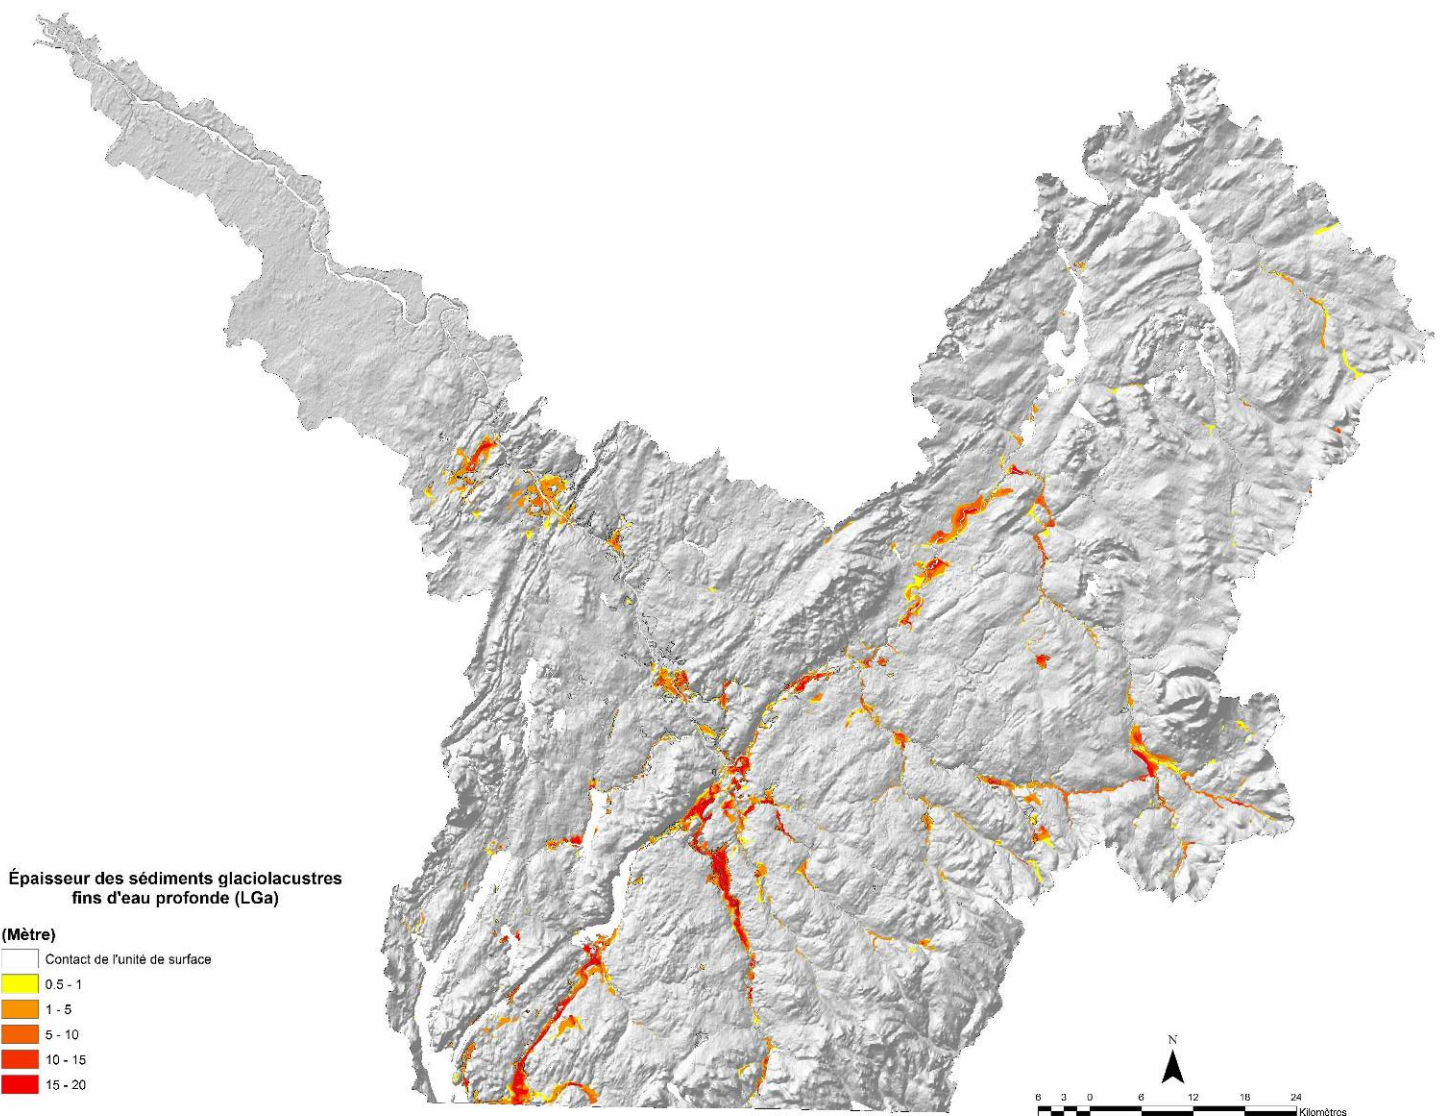 Épaisseur des sédiments glaciolacustres
fins d'eau profonde (LGa)
(Mètre)
Contact de l'unité de surface
0.5 - 1
1 - 5
5 - 10
10 - 15
15 - 20
N
6 3 0 6 12 18 24
Kilomètres